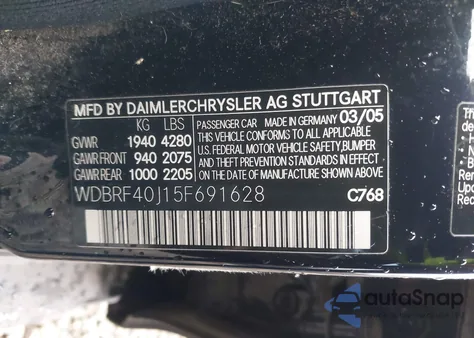 MFD BY DAIMLERCHRYSLER AG STUTTGART
KG LBS
GVWR 1940 4280
GAWR FRONT 940 2075
GAWR REAR 1000 2205
PASSENGER CAR MADE IN GERMANY 03/05
THIS VEHICLE CONFORMS TO ALL APPLICABLE
U.S. FEDERAL MOTOR VEHICLE SAFETY, BUMPER
AND THEFT PREVENTION STANDARDS IN EFFECT
ON THE DATE OF MANUFACTURE SHOWN ABOVE
WDBRF40J15F691628 C768
autoSnap